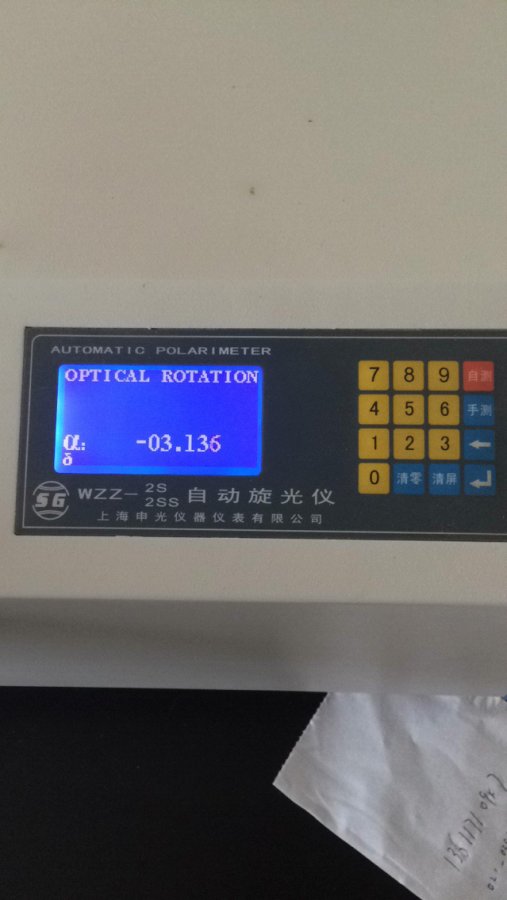 AUTOMATIC POLARIMETER
OPTICAL ROTATION
α: -03.136
δ
7 8 9 自测
4 5 6 手测
1 2 3 ←
0 清零 清屏 ↵
SG WZZ-2S 2SS 自动旋光仪
上海申光仪器仪表有限公司